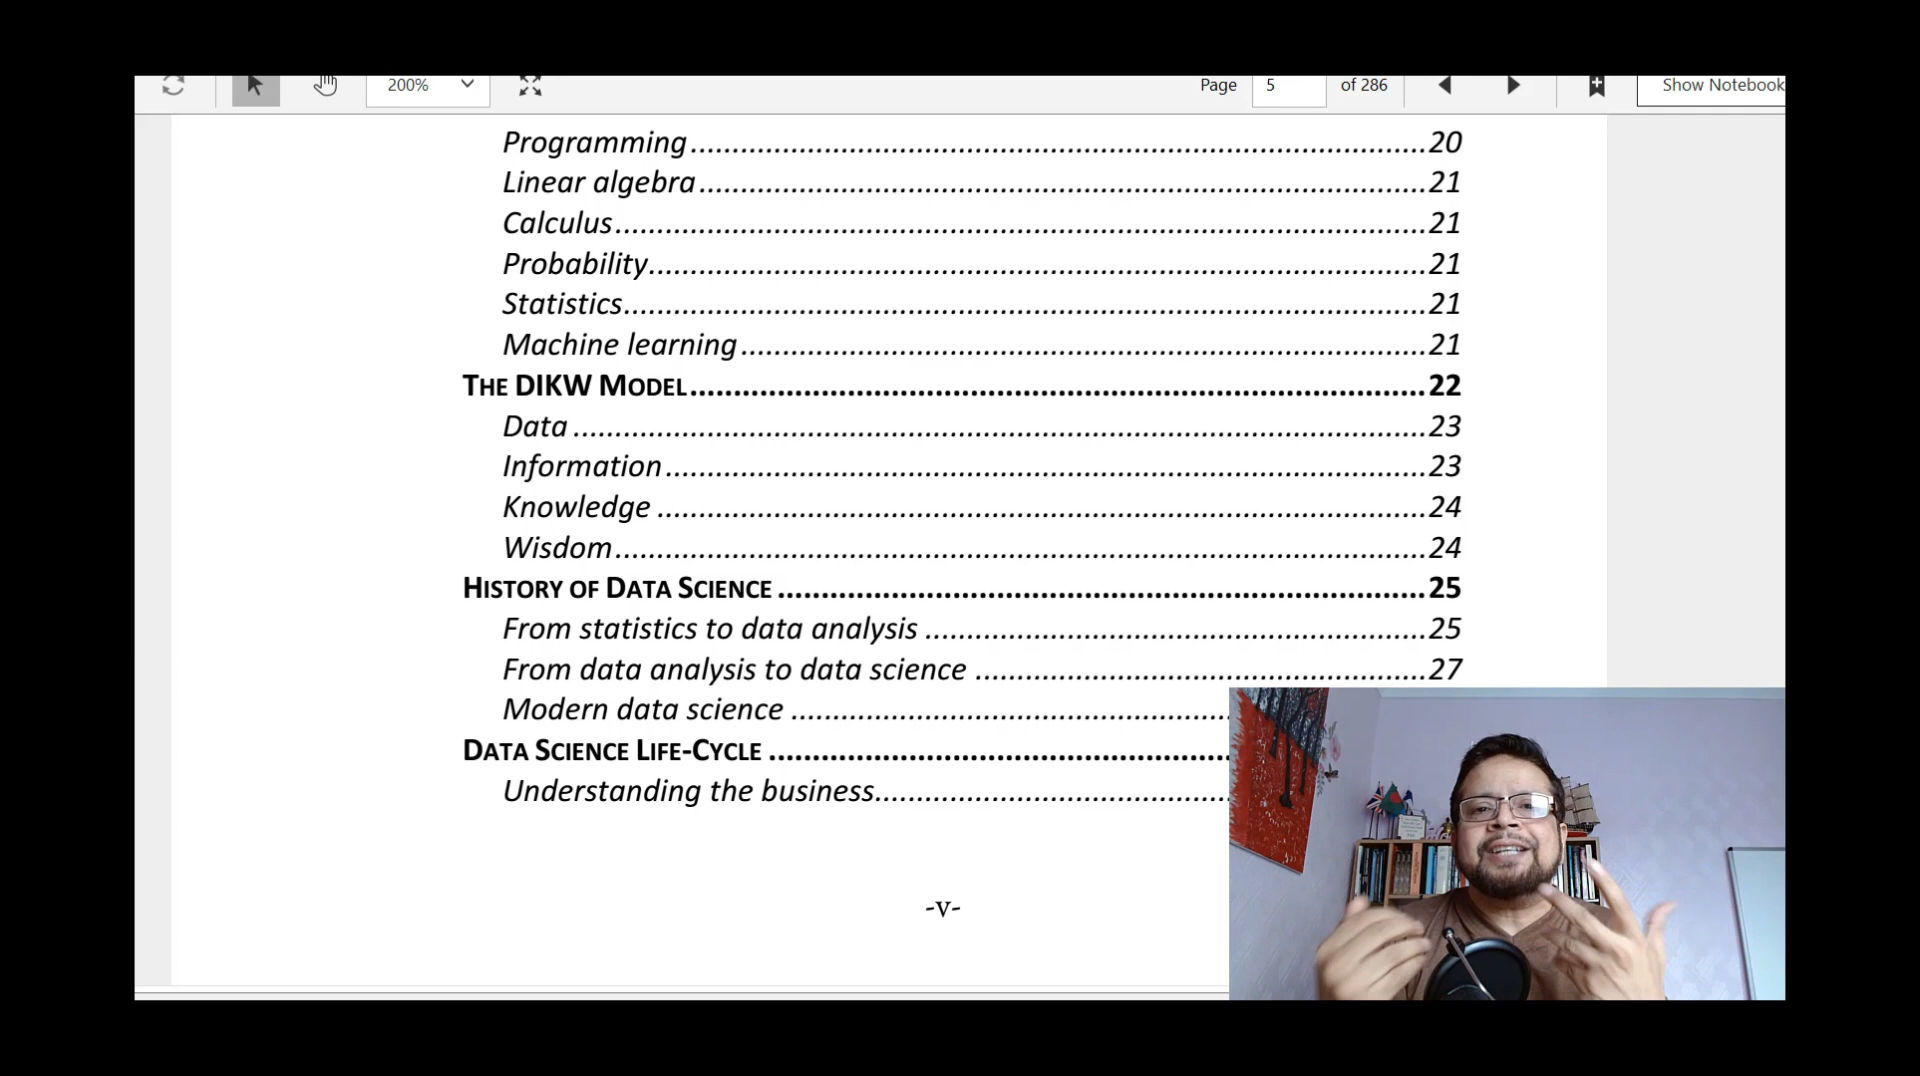 200%
Page 5 of 286
Show Notebook
Programming....................20
Linear algebra....................21
Calculus....................21
Probability....................21
Statistics....................21
Machine learning....................21
THE DIKW MODEL....................22
Data....................23
Information....................23
Knowledge....................24
Wisdom....................24
HISTORY OF DATA SCIENCE....................25
From statistics to data analysis....................25
From data analysis to data science....................27
Modern data science....................
DATA SCIENCE LIFE-CYCLE....................
Understanding the business....................
-v-